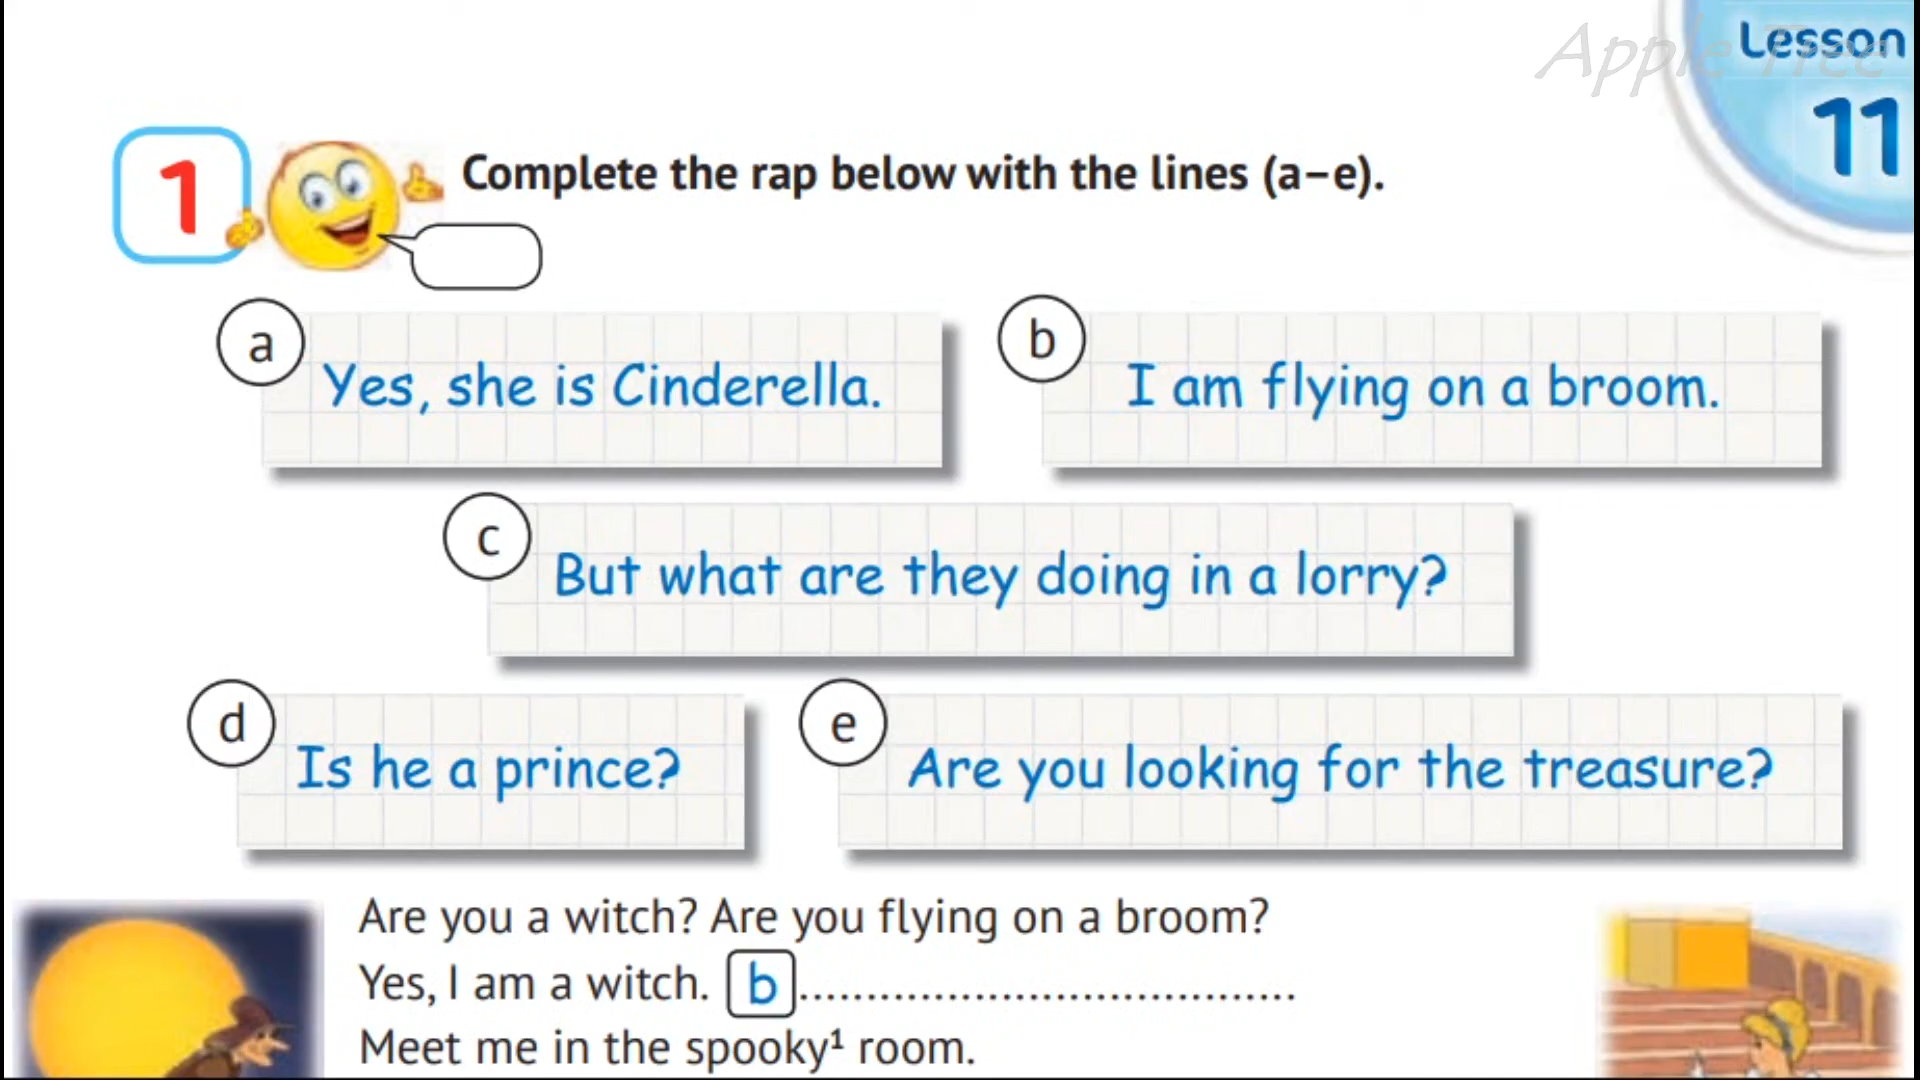 Apple Tree
Lesson
11
1
Complete the rap below with the lines (a–e).
a
Yes, she is Cinderella.
b
I am flying on a broom.
c
But what are they doing in a lorry?
d
Is he a prince?
e
Are you looking for the treasure?
Are you a witch? Are you flying on a broom?
Yes, I am a witch. b......................................
Meet me in the spooky¹ room.